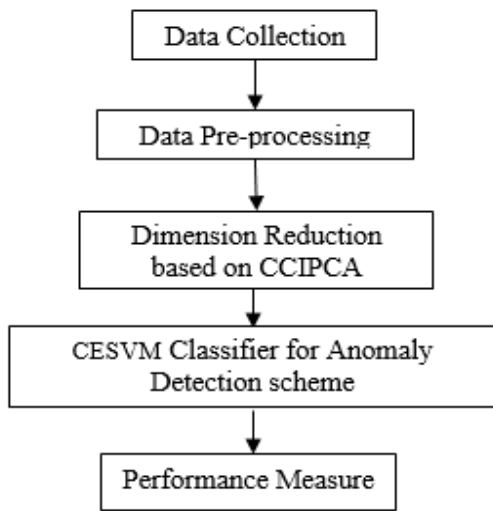 Data Collection
Data Pre-processing
Dimension Reduction
based on CCIPCA
CESVM Classifier for Anomaly
Detection scheme
Performance Measure